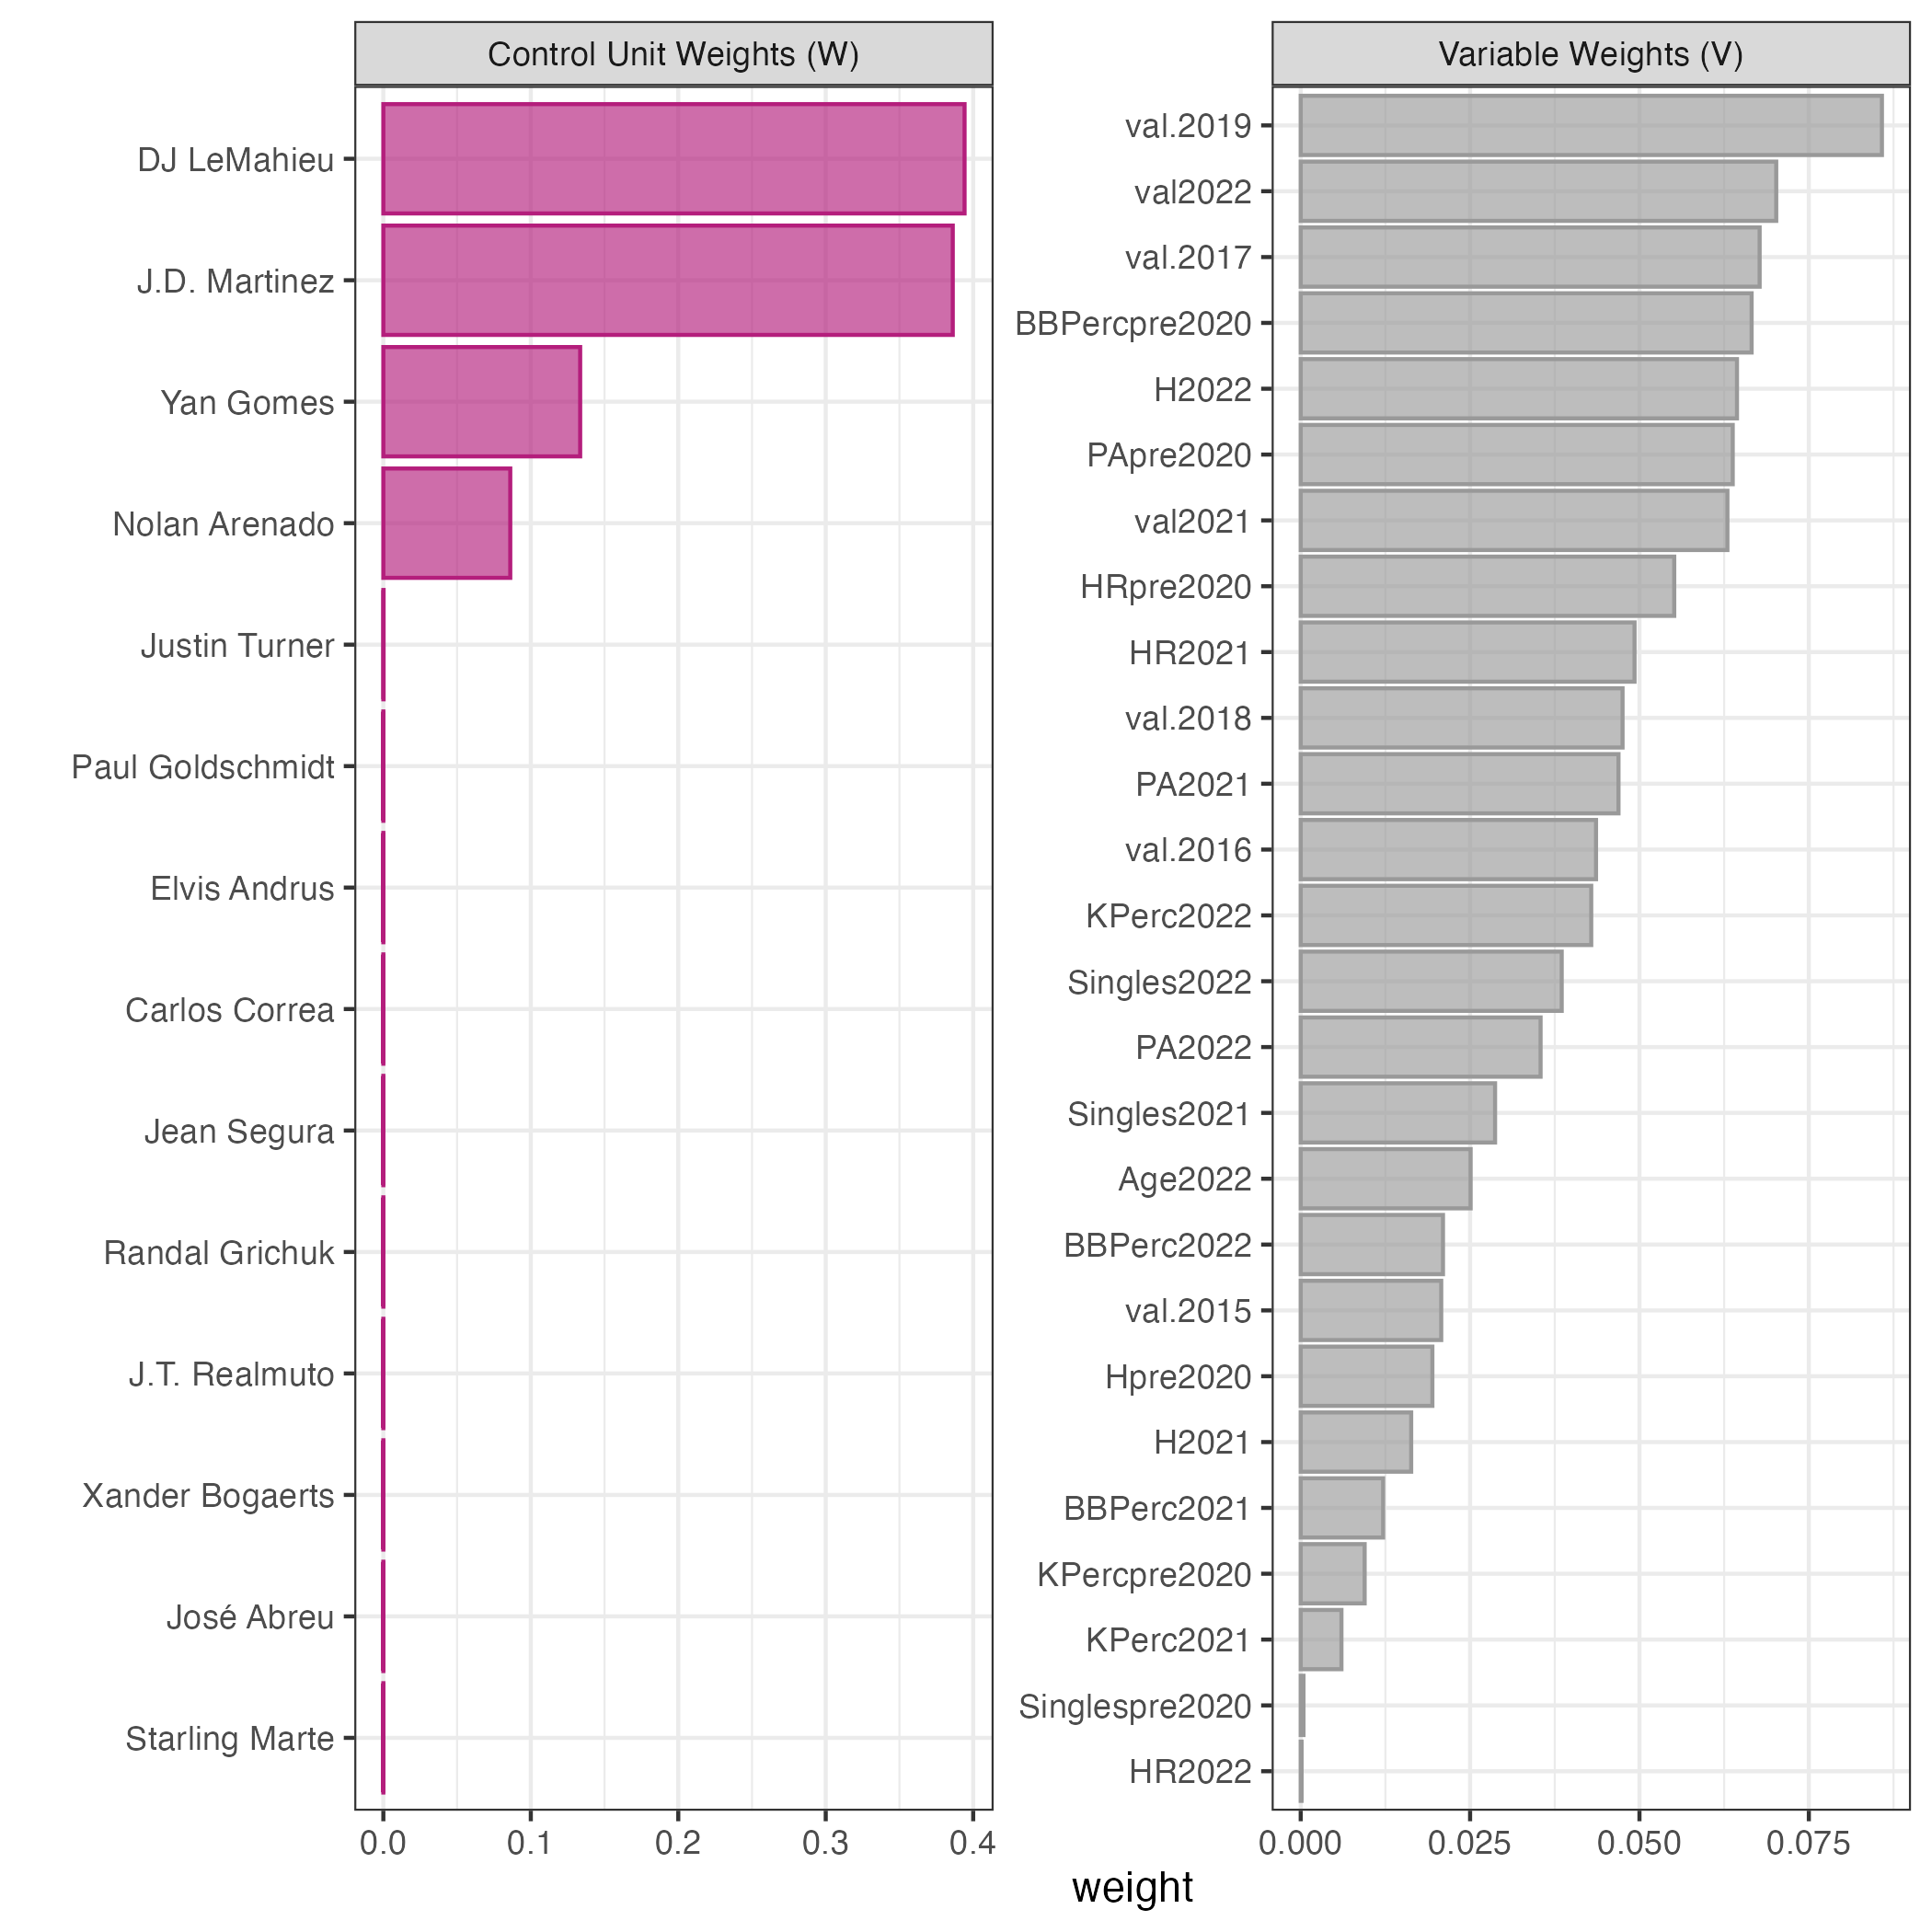 Control Unit Weights (W)
DJ LeMahieu
J.D. Martinez
Yan Gomes
Nolan Arenado
Justin Turner
Paul Goldschmidt
Elvis Andrus
Carlos Correa
Jean Segura
Randal Grichuk
J.T. Realmuto
Xander Bogaerts
José Abreu
Starling Marte
0.0 0.1 0.2 0.3 0.4
Variable Weights (V)
val.2019
val2022
val.2017
BBPercpre2020
H2022
PApre2020
val2021
HRpre2020
HR2021
val.2018
PA2021
val.2016
KPerc2022
Singles2022
PA2022
Singles2021
Age2022
BBPerc2022
val.2015
Hpre2020
H2021
BBPerc2021
KPercpre2020
KPerc2021
Singlespre2020
HR2022
0.000 0.025 0.050 0.075
weight